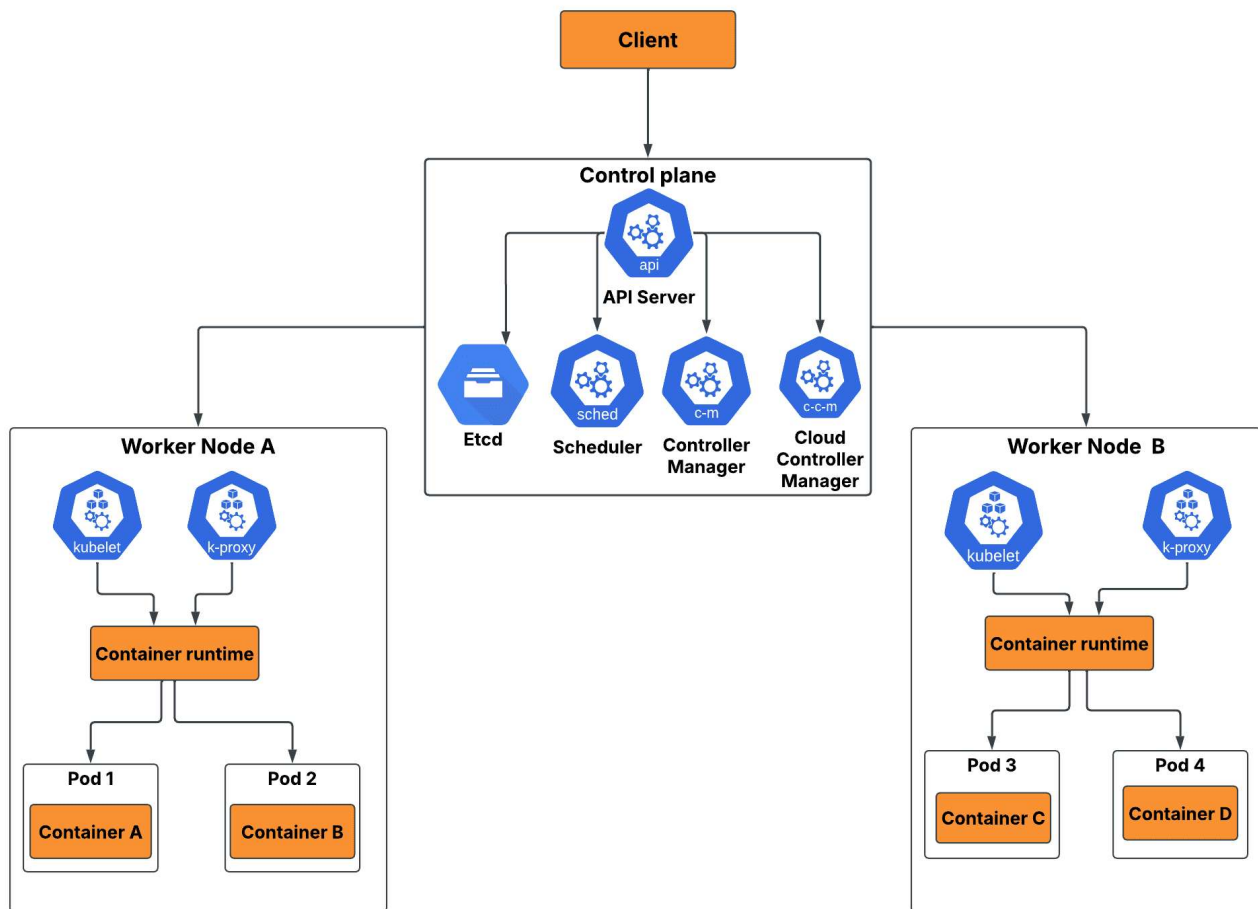 Client
Control plane
api
API Server
Etcd
sched
Scheduler
c-m
Controller
Manager
c-c-m
Cloud
Controller
Manager
Worker Node A
kubelet
k-proxy
Container runtime
Pod 1
Container A
Pod 2
Container B
Worker Node B
kubelet
k-proxy
Container runtime
Pod 3
Container C
Pod 4
Container D